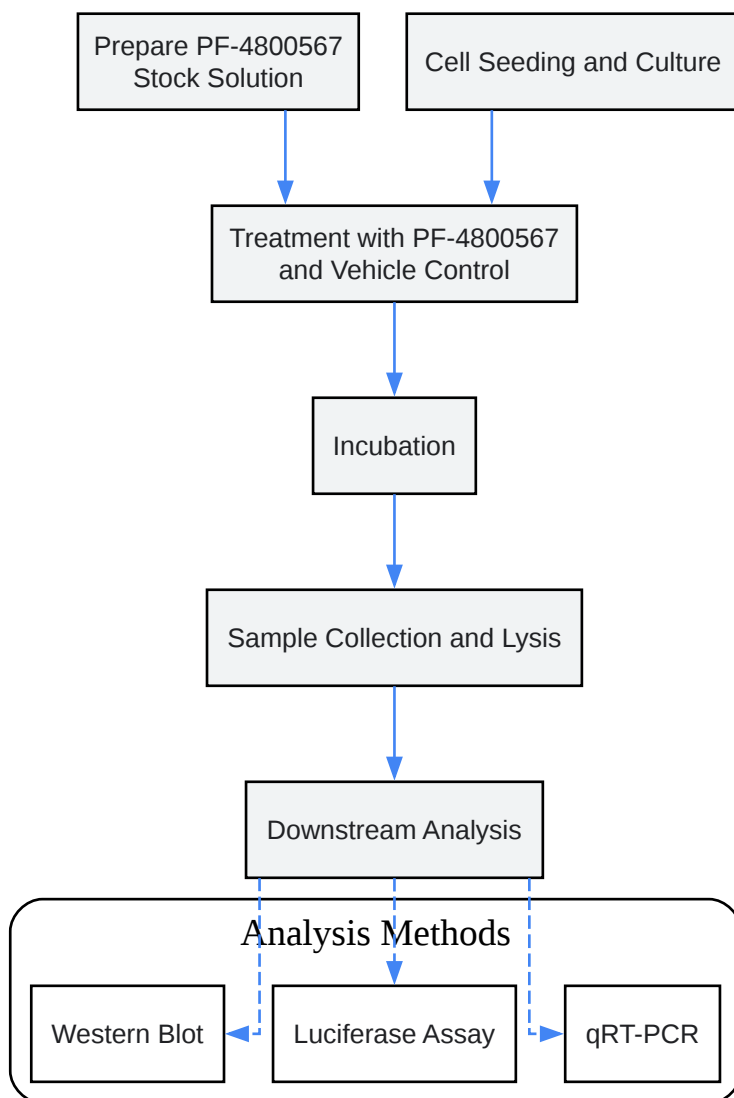 Prepare PF-4800567
Stock Solution
Cell Seeding and Culture
Treatment with PF-4800567
and Vehicle Control
Incubation
Sample Collection and Lysis
Downstream Analysis
Analysis Methods
Western Blot
Luciferase Assay
qRT-PCR